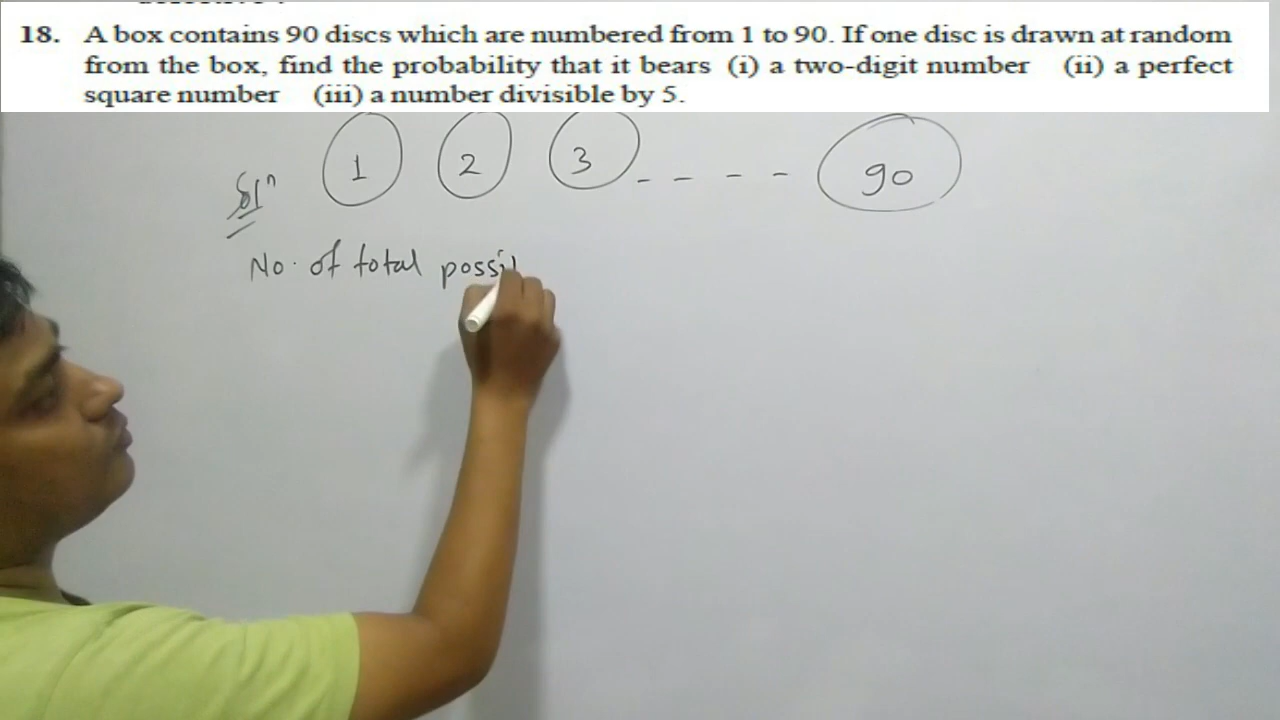 18. A box contains 90 discs which are numbered from 1 to 90. If one disc is drawn at random
from the box, find the probability that it bears (i) a two-digit number (ii) a perfect
square number (iii) a number divisible by 5.
1 2 3 - - - - 90
Sol^n
No. of total possi